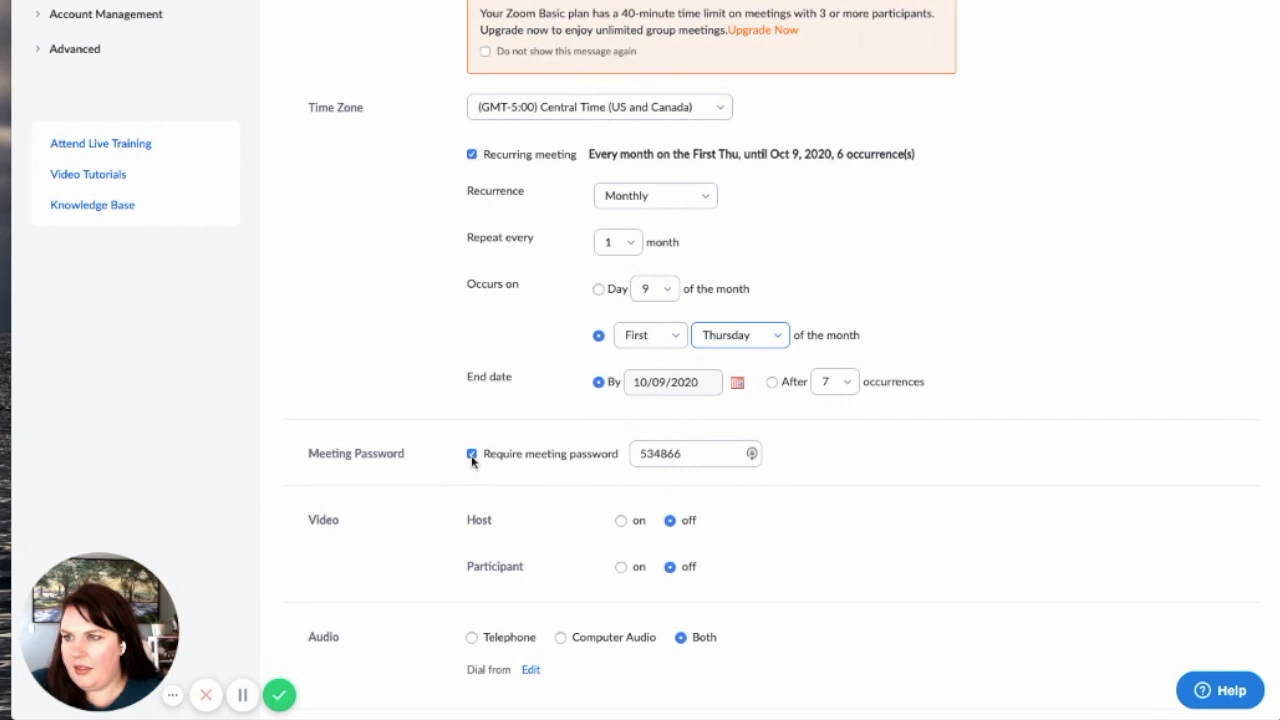 Account Management
Advanced
Attend Live Training
Video Tutorials
Knowledge Base
Your Zoom Basic plan has a 40-minute time limit on meetings with 3 or more participants.
Upgrade now to enjoy unlimited group meetings.Upgrade Now
Do not show this message again
Time Zone (GMT-5:00) Central Time (US and Canada)
Recurring meeting Every month on the First Thu, until Oct 9, 2020, 6 occurrence(s)
Recurrence Monthly
Repeat every 1 month
Occurs on Day 9 of the month
First Thursday of the month
End date By 10/09/2020 After 7 occurrences
Meeting Password Require meeting password 534866
Video Host on off
Participant on off
Audio Telephone Computer Audio Both
Dial from Edit
Help